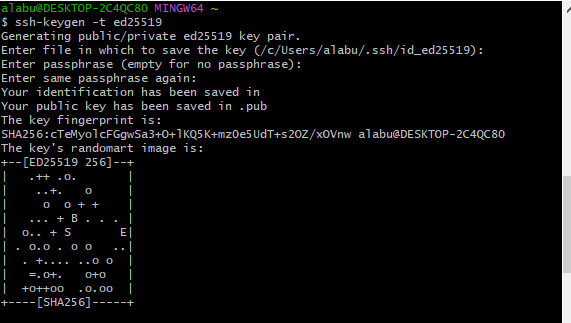 alabu@DESKTOP-2C4QC8O MINGW64 ~
$ ssh-keygen -t ed25519
Generating public/private ed25519 key pair.
Enter file in which to save the key (/c/Users/alabu/.ssh/id_ed25519):
Enter passphrase (empty for no passphrase):
Enter same passphrase again:
Your identification has been saved in
Your public key has been saved in .pub
The key fingerprint is:
SHA256:cTeMyolcFGgwSa3+O+lKQ5K+mzOe5UdT+s2OZ/xOVnw alabu@DESKTOP-2C4QC8O
The key's randomart image is:
+--[ED25519 256]--+
|   .++ .o.       |
|    ..+.   o     |
|     o  o + +    |
|   ... + B . . . |
|  o.. + S       E|
| . o.o . o o   ..|
|  . +.... ..o o  |
|   =.o+.   o+o   |
|  +o++oo  .o.oo  |
+----[SHA256]-----+